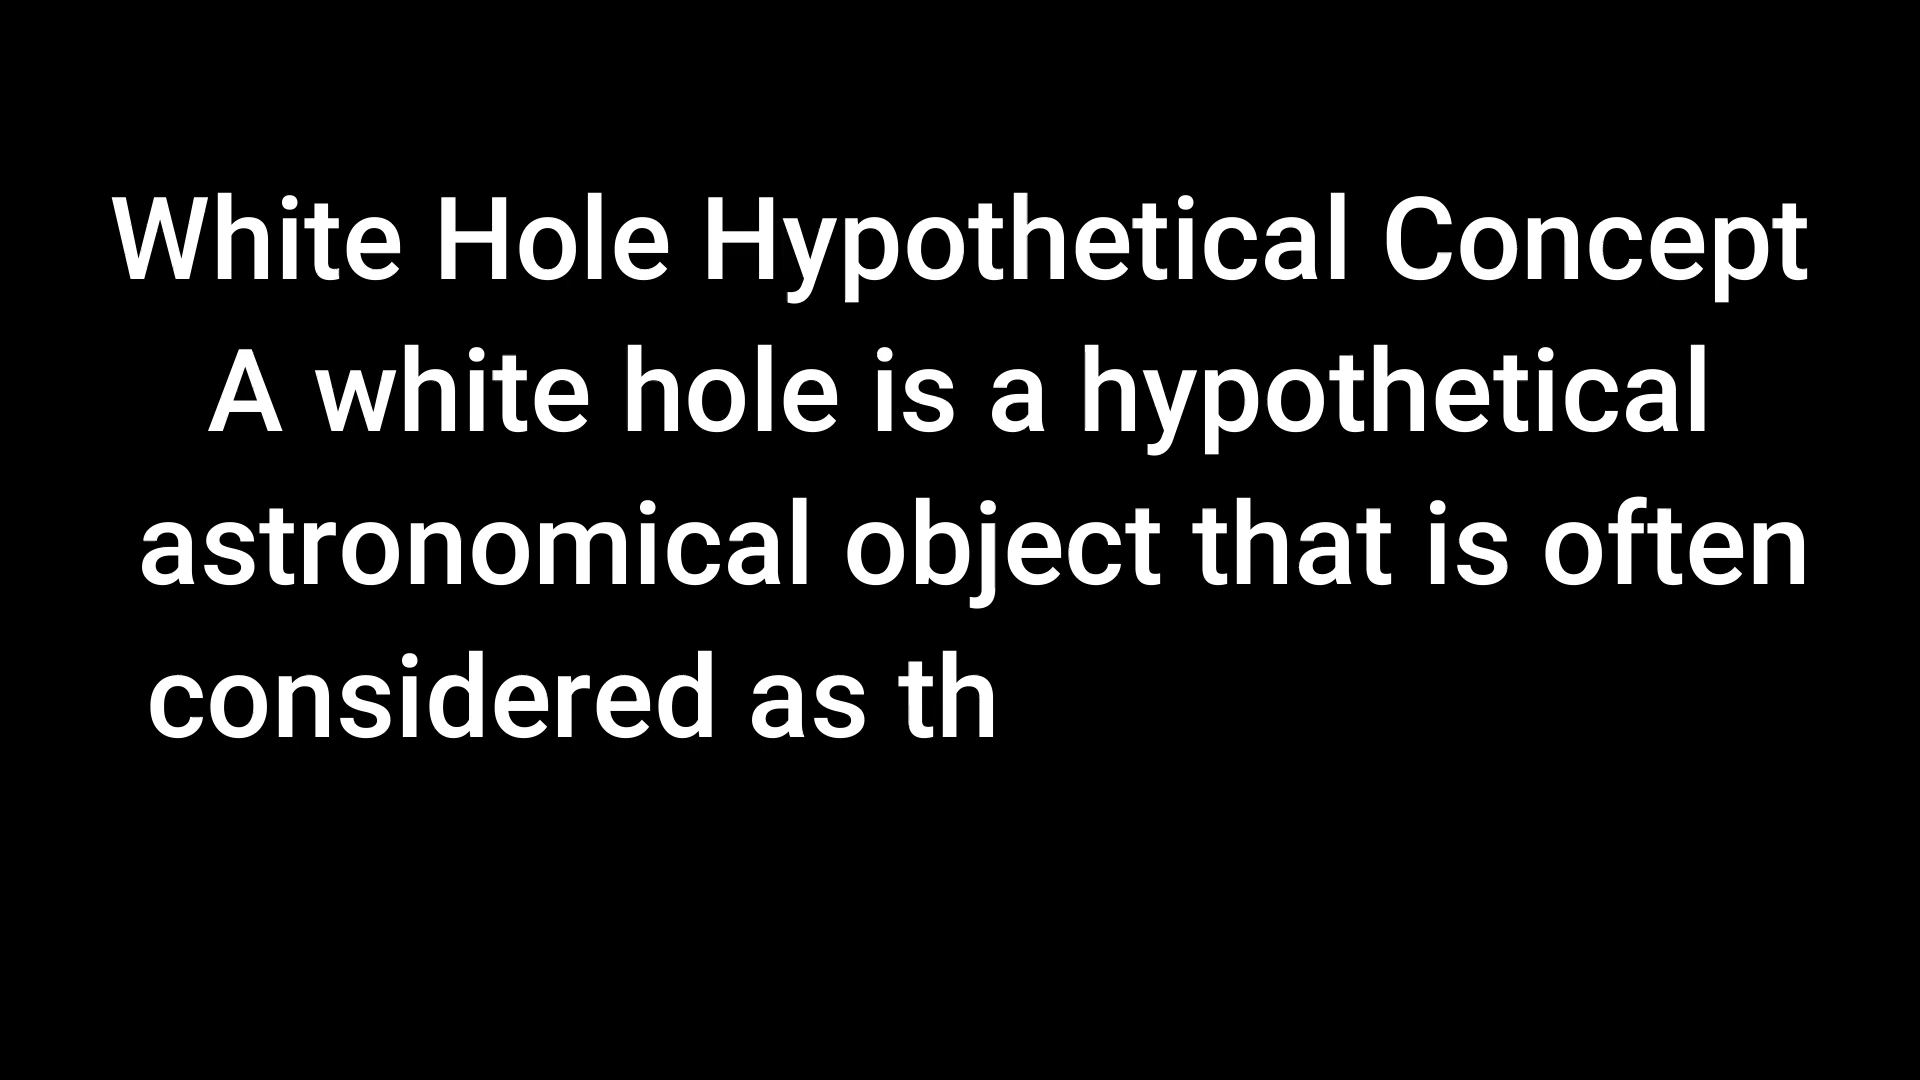 White Hole Hypothetical Concept
A white hole is a hypothetical
astronomical object that is often
considered as th